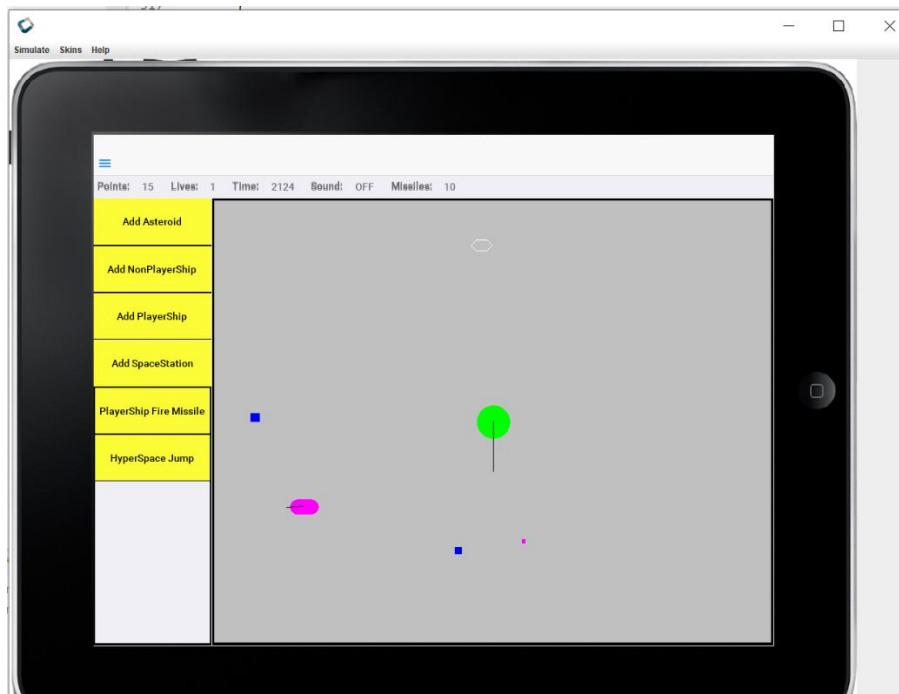 Simulate Skins Help
Points: 15 Lives: 1 Time: 2124 Sound: OFF Missiles: 10
Add Asteroid
Add NonPlayerShip
Add PlayerShip
Add SpaceStation
PlayerShip Fire Missile
HyperSpace Jump